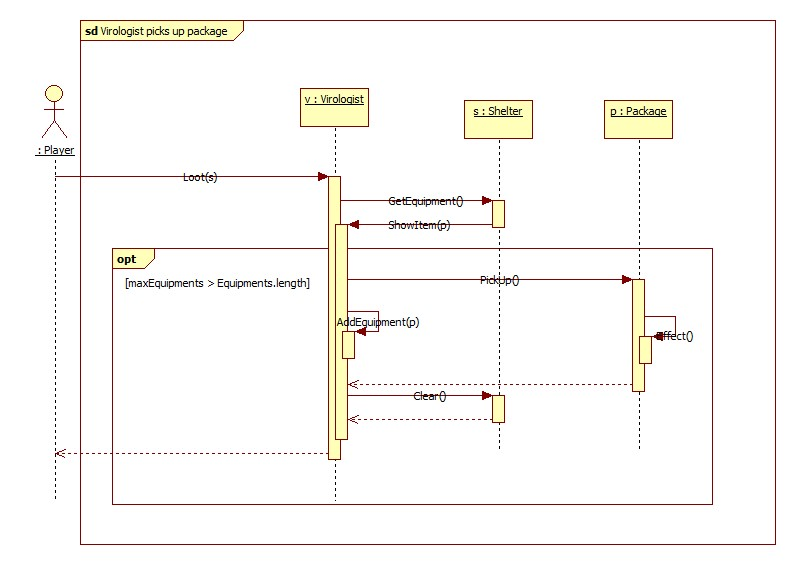 sd Virologist picks up package
v : Virologist
s : Shelter
p : Package
: Player
Loot(s)
GetEquipment()
ShowItem(p)
opt
[maxEquipments > Equipments.length]
PickUp()
AddEquipment(p)
Effect()
Clear()